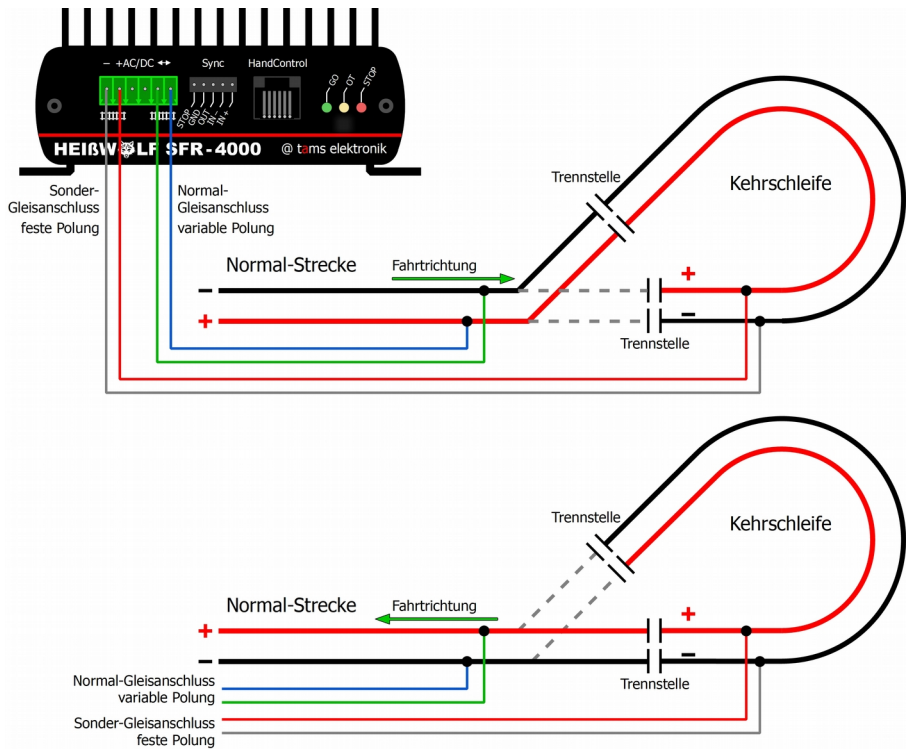 − +AC/DC ↔ Sync HandControl
GO
OT
STOP
STOP
GND
OUT
IN −
IN +
HEIßWOLF SFR-4000 @ tams elektronik
Sonder-
Gleisanschluss
feste Polung
Normal-
Gleisanschluss
variable Polung
Trennstelle
Kehrschleife
Normal-Strecke
Fahrtrichtung
−
+
+
−
Trennstelle
Trennstelle
Kehrschleife
Normal-Strecke
Fahrtrichtung
+
−
+
−
Trennstelle
Normal-Gleisanschluss
variable Polung
Sonder-Gleisanschluss
feste Polung